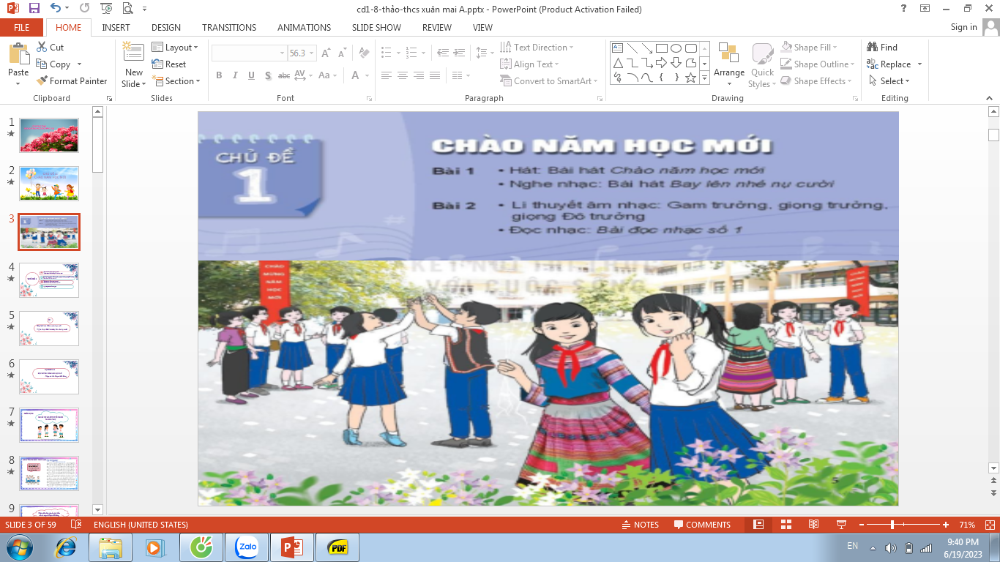 cd1-8-thảo-thcs xuân mai A.pptx - PowerPoint (Product Activation Failed)
FILE HOME INSERT DESIGN TRANSITIONS ANIMATIONS SLIDE SHOW REVIEW VIEW Sign in
Paste
Cut
Copy
Format Painter
Clipboard
New Slide
Layout
Reset
Section
Slides
56.3
B I U S abc AV Aa A
Font
Text Direction
Align Text
Convert to SmartArt
Paragraph
Arrange
Quick Styles
Shape Fill
Shape Outline
Shape Effects
Drawing
Find
Replace
Select
Editing
1
2
3
4
5
6
7
8
9
CHỦ ĐỀ
1
CHÀO NĂM HỌC MỚI
Bài 1 • Hát: Bài hát Chào năm học mới
• Nghe nhạc: Bài hát Bay lên nhé nụ cười
Bài 2 • Lí thuyết âm nhạc: Gam trưởng, giọng trưởng,
giọng Đô trưởng
• Đọc nhạc: Bài đọc nhạc số 1
CHÀO
MỪNG
NĂM
HỌC
MỚI
5
SLIDE 3 OF 59 ENGLISH (UNITED STATES) NOTES COMMENTS 71%
Zalo
PDF
EN
9:40 PM
6/19/2023